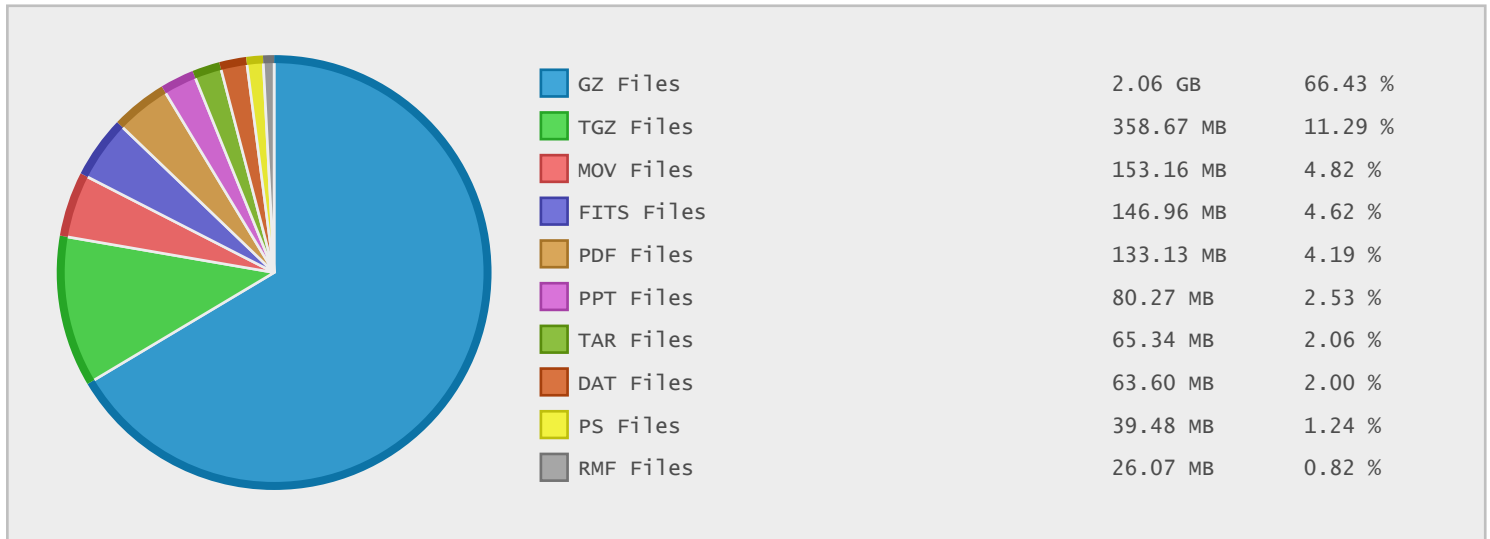 GZ Files 2.06 GB 66.43 %
TGZ Files 358.67 MB 11.29 %
MOV Files 153.16 MB 4.82 %
FITS Files 146.96 MB 4.62 %
PDF Files 133.13 MB 4.19 %
PPT Files 80.27 MB 2.53 %
TAR Files 65.34 MB 2.06 %
DAT Files 63.60 MB 2.00 %
PS Files 39.48 MB 1.24 %
RMF Files 26.07 MB 0.82 %